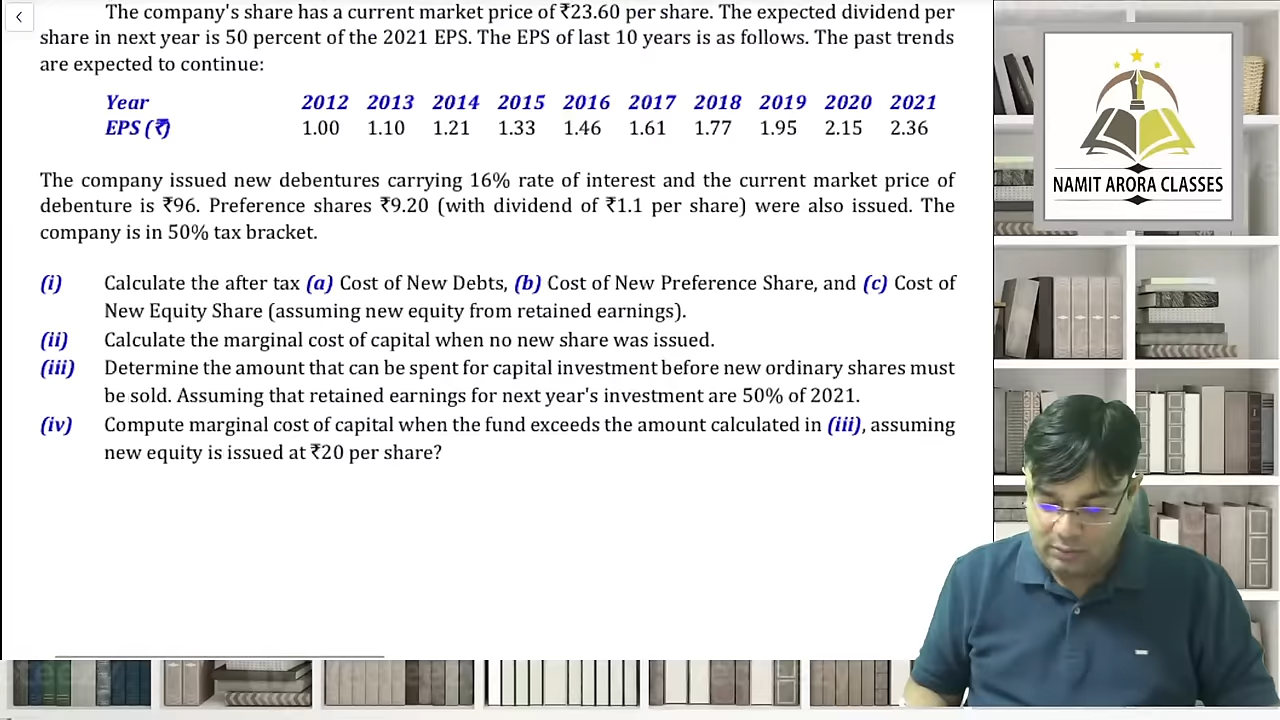 The company's share has a current market price of ₹23.60 per share. The expected dividend per
share in next year is 50 percent of the 2021 EPS. The EPS of last 10 years is as follows. The past trends
are expected to continue:
Year 2012 2013 2014 2015 2016 2017 2018 2019 2020 2021
EPS (₹) 1.00 1.10 1.21 1.33 1.46 1.61 1.77 1.95 2.15 2.36
The company issued new debentures carrying 16% rate of interest and the current market price of
debenture is ₹96. Preference shares ₹9.20 (with dividend of ₹1.1 per share) were also issued. The
company is in 50% tax bracket.
(i) Calculate the after tax (a) Cost of New Debts, (b) Cost of New Preference Share, and (c) Cost of
New Equity Share (assuming new equity from retained earnings).
(ii) Calculate the marginal cost of capital when no new share was issued.
(iii) Determine the amount that can be spent for capital investment before new ordinary shares must
be sold. Assuming that retained earnings for next year's investment are 50% of 2021.
(iv) Compute marginal cost of capital when the fund exceeds the amount calculated in (iii), assuming
new equity is issued at ₹20 per share?
NAMIT ARORA CLASSES